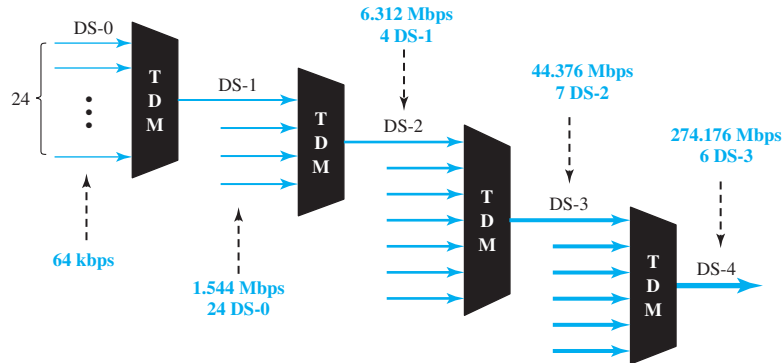 DS-0
24
T
D
M
64 kbps
DS-1
1.544 Mbps
24 DS-0
T
D
M
6.312 Mbps
4 DS-1
DS-2
T
D
M
44.376 Mbps
7 DS-2
DS-3
T
D
M
274.176 Mbps
6 DS-3
DS-4